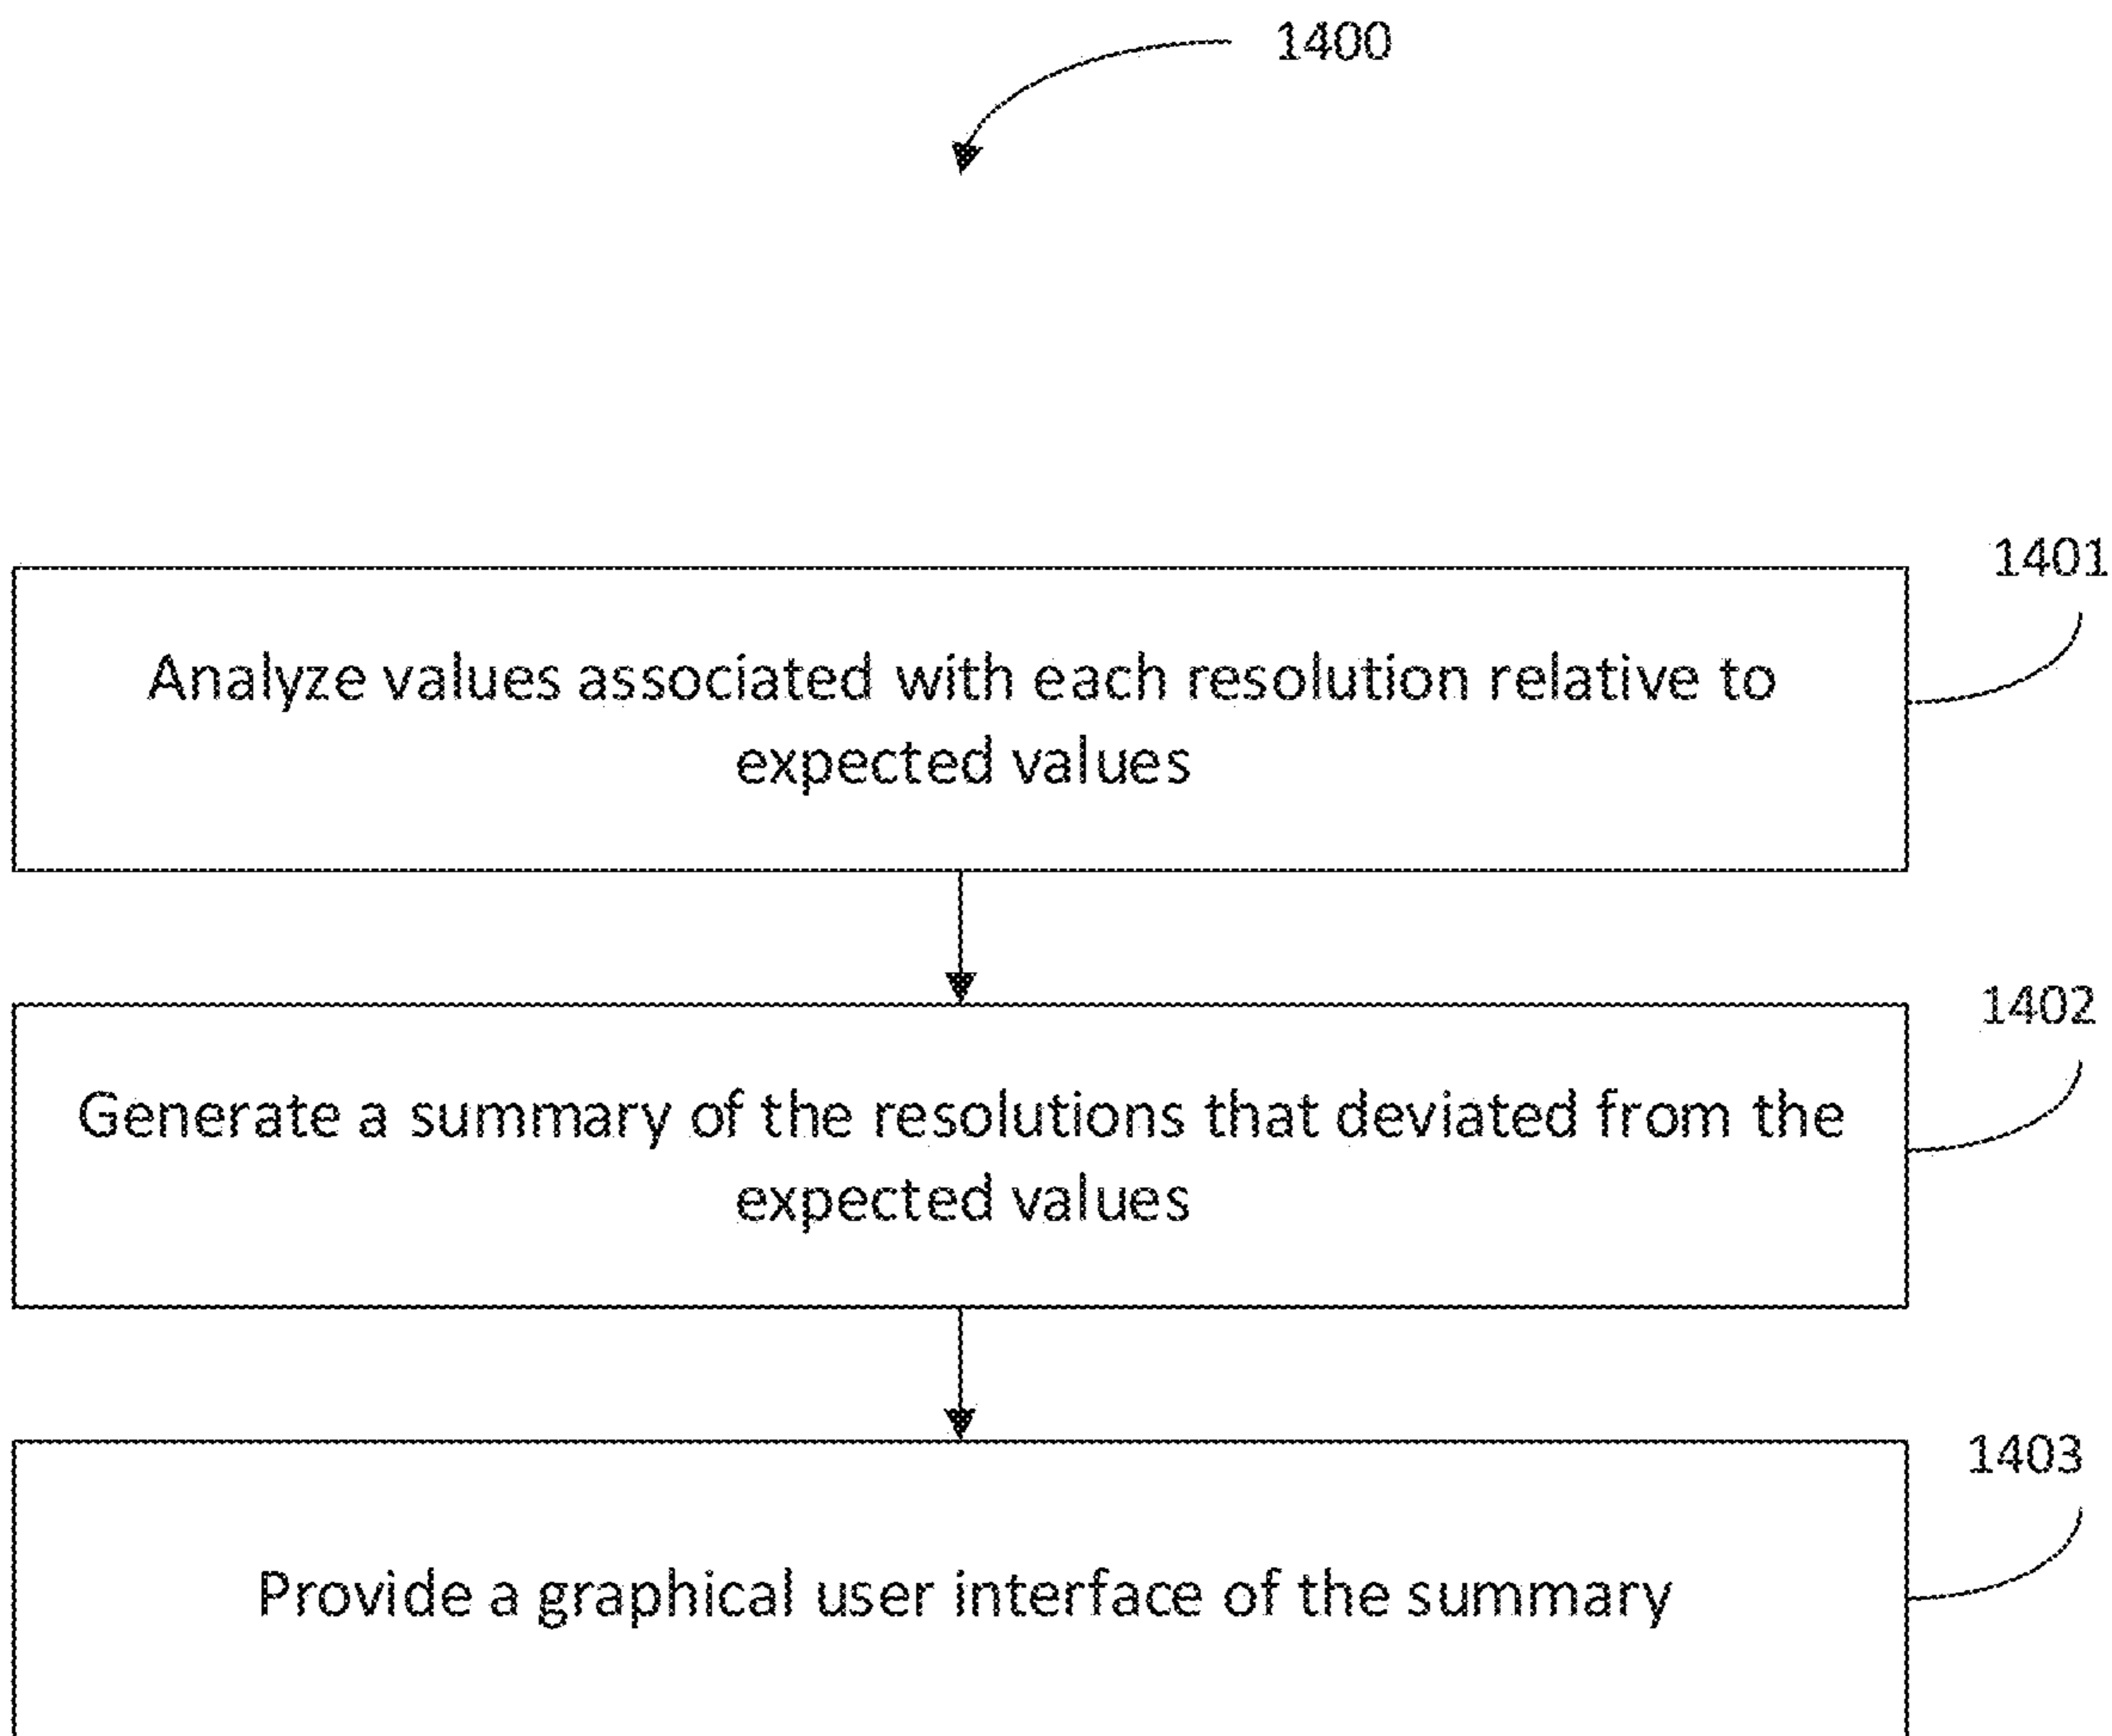 1400
1401
Analyze values associated with each resolution relative to
expected values
1402
Generate a summary of the resolutions that deviated from the
expected values
1403
Provide a graphical user interface of the summary